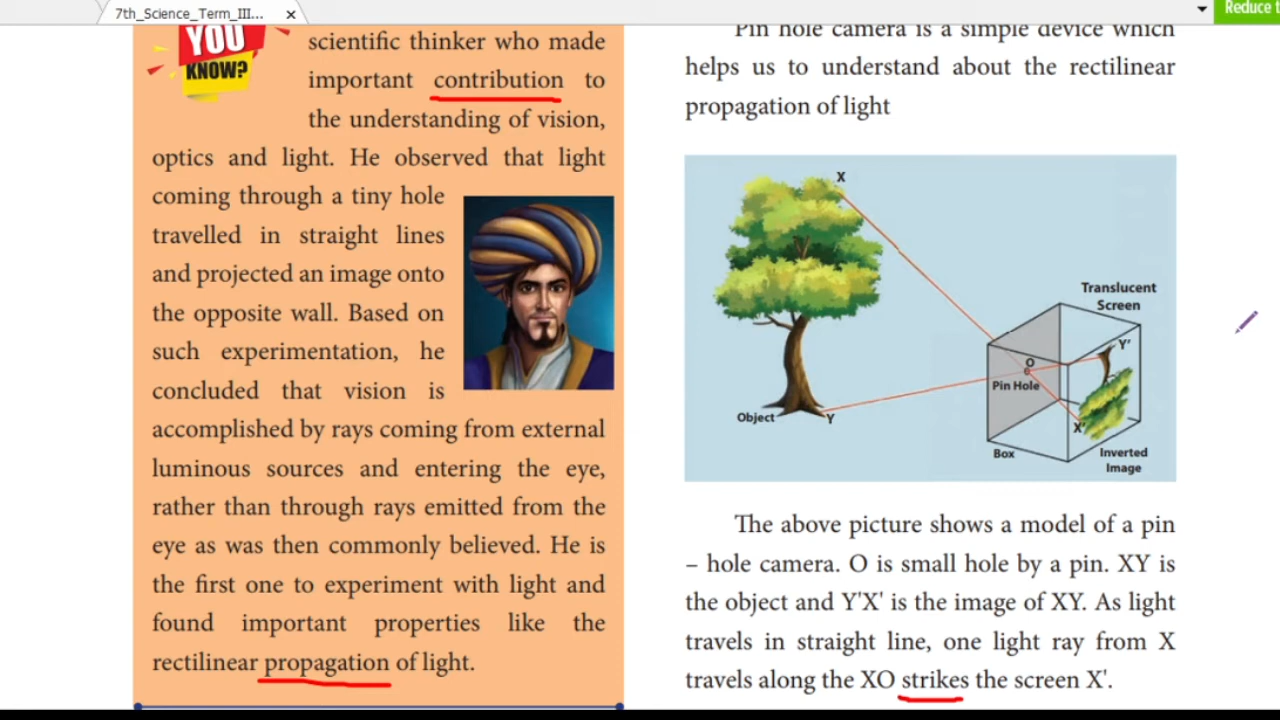 7th_Science_Term_III...
×
Reduce t
YOU
KNOW?
scientific thinker who made
important contribution to
the understanding of vision,
optics and light. He observed that light
coming through a tiny hole
travelled in straight lines
and projected an image onto
the opposite wall. Based on
such experimentation, he
concluded that vision is
accomplished by rays coming from external
luminous sources and entering the eye,
rather than through rays emitted from the
eye as was then commonly believed. He is
the first one to experiment with light and
found important properties like the
rectilinear propagation of light.
Pin hole camera is a simple device which
helps us to understand about the rectilinear
propagation of light
X
Translucent
Screen
Y'
O
Pin Hole
Object
Y
X'
Box
Inverted
Image
The above picture shows a model of a pin
– hole camera. O is small hole by a pin. XY is
the object and Y'X' is the image of XY. As light
travels in straight line, one light ray from X
travels along the XO strikes the screen X'.